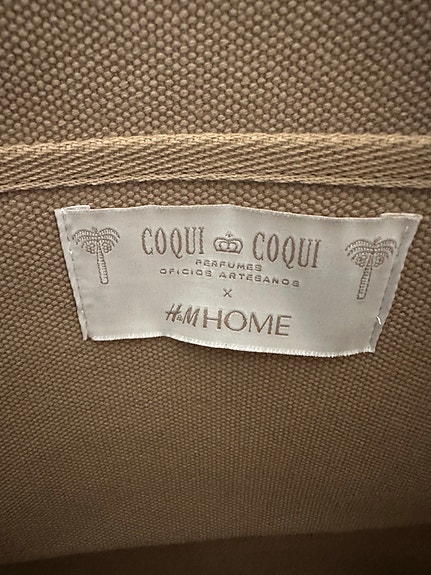 COQUI COQUI
PERFUMES
OFICIOS ARTESANOS
X
H&M HOME